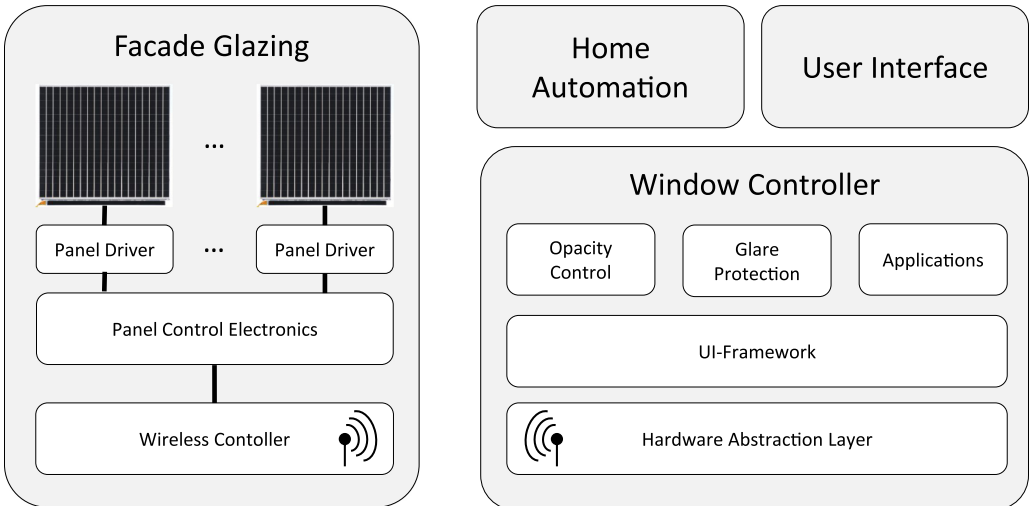 Facade Glazing
...
Panel Driver
...
Panel Driver
Panel Control Electronics
Wireless Contoller
Home
Automation
User Interface
Window Controller
Opacity
Control
Glare
Protection
Applications
UI-Framework
Hardware Abstraction Layer